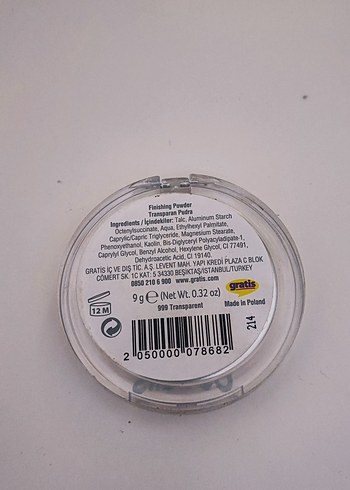 Finishing Powder
Transparan Pudra
Ingredients / İçindekiler: Talc, Aluminum Starch
Octenylsuccinate, Aqua, Ethylhexyl Palmitate,
Caprylic/Capric Triglyceride, Magnesium Stearate,
Phenoxyethanol, Kaolin, Bis-Diglyceryl Polyacyladipate-1,
Caprylyl Glycol, Benzyl Alcohol, Hexylene Glycol, CI 77491,
Dehydroacetic Acid, CI 19140.
GRATİS İÇ VE DIŞ TİC. A.Ş. LEVENT MAH. YAPI KREDİ PLAZA C BLOK
CÖMERT SK. 1C KAT: 5 34330 BEŞİKTAŞ/İSTANBUL/TURKEY
0850 210 6 900 www.gratis.com
9 g ℮ (Net Wt. 0.32 oz)
gratis
12 M
999 Transparent
Made in Poland
214
2 050000 078682